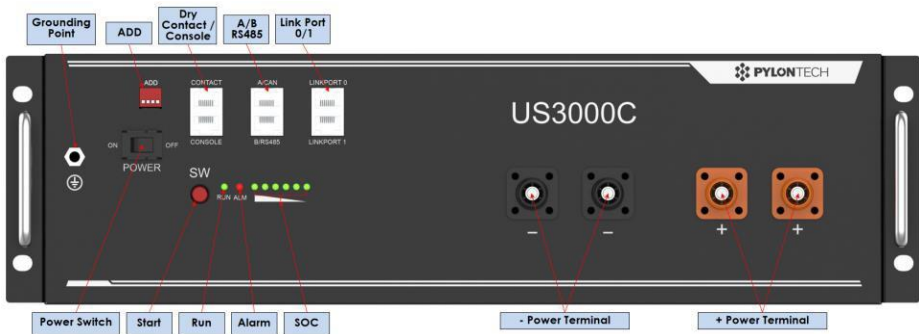 Grounding
Point
ADD
Dry
Contact /
Console
A/B
RS485
Link Port
0/1
ADD
CONTACT
A/CAN
LINKPORT 0
PYLONTECH
US3000C
ON
OFF
POWER
CONSOLE
B/RS485
LINKPORT 1
SW
RUN
ALM
−
−
+
+
Power Switch
Start
Run
Alarm
SOC
- Power Terminal
+ Power Terminal